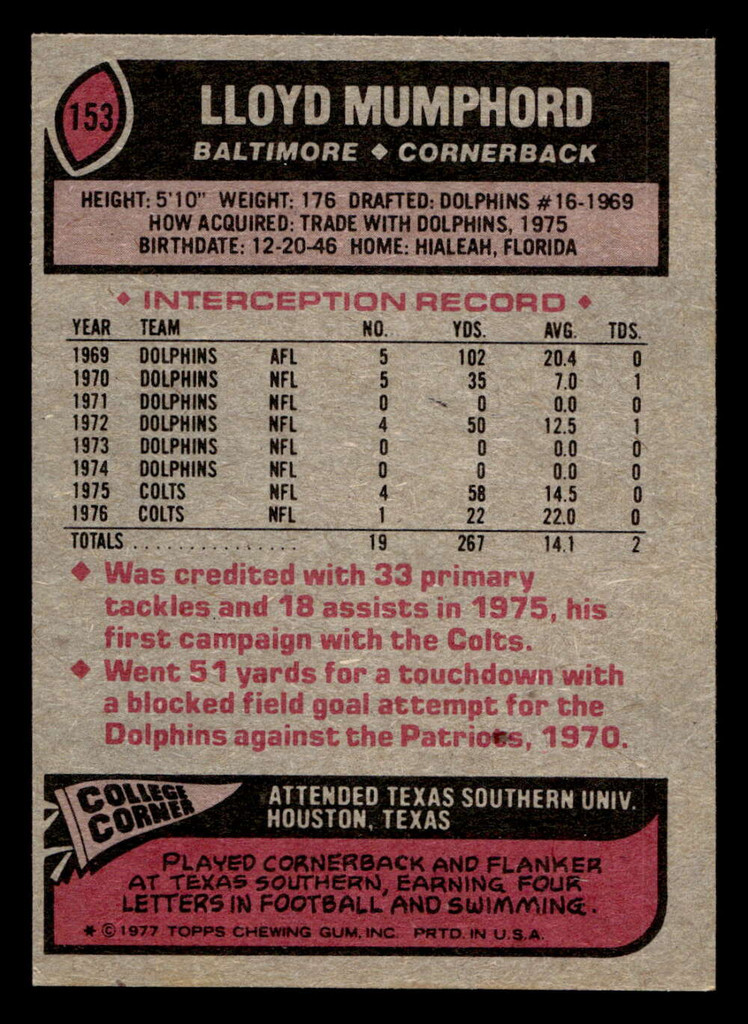 153
LLOYD MUMPHORD
BALTIMORE ◆ CORNERBACK
HEIGHT: 5'10" WEIGHT: 176 DRAFTED: DOLPHINS #16-1969
HOW ACQUIRED: TRADE WITH DOLPHINS, 1975
BIRTHDATE: 12-20-46 HOME: HIALEAH, FLORIDA
◆ INTERCEPTION RECORD ◆
YEAR TEAM NO. YDS. AVG. TDS.
1969 DOLPHINS AFL 5 102 20.4 0
1970 DOLPHINS NFL 5 35 7.0 1
1971 DOLPHINS NFL 0 0 0.0 0
1972 DOLPHINS NFL 4 50 12.5 1
1973 DOLPHINS NFL 0 0 0.0 0
1974 DOLPHINS NFL 0 0 0.0 0
1975 COLTS NFL 4 58 14.5 0
1976 COLTS NFL 1 22 22.0 0
TOTALS ................ 19 267 14.1 2
◆ Was credited with 33 primary
tackles and 18 assists in 1975, his
first campaign with the Colts.
◆ Went 51 yards for a touchdown with
a blocked field goal attempt for the
Dolphins against the Patriots, 1970.
COLLEGE
CORNER
ATTENDED TEXAS SOUTHERN UNIV.
HOUSTON, TEXAS
PLAYED CORNERBACK AND FLANKER
AT TEXAS SOUTHERN, EARNING FOUR
LETTERS IN FOOTBALL AND SWIMMING.
* © 1977 TOPPS CHEWING GUM, INC. PRTD. IN U.S.A.